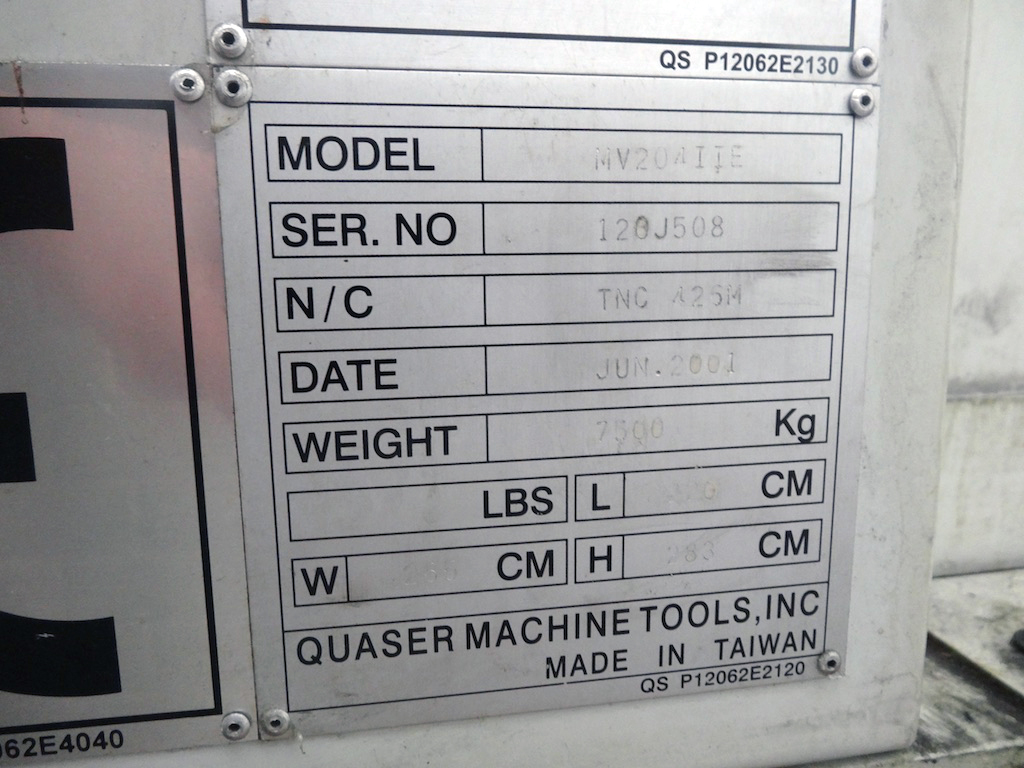 QS P12062E2130
MODEL MV204IIE
SER. NO 120J508
N/C TNC 425M
DATE JUN.2001
WEIGHT 7500 Kg
LBS L CM
W CM H 283 CM
QUASER MACHINE TOOLS,INC
MADE IN TAIWAN
QS P12062E2120
062E4040